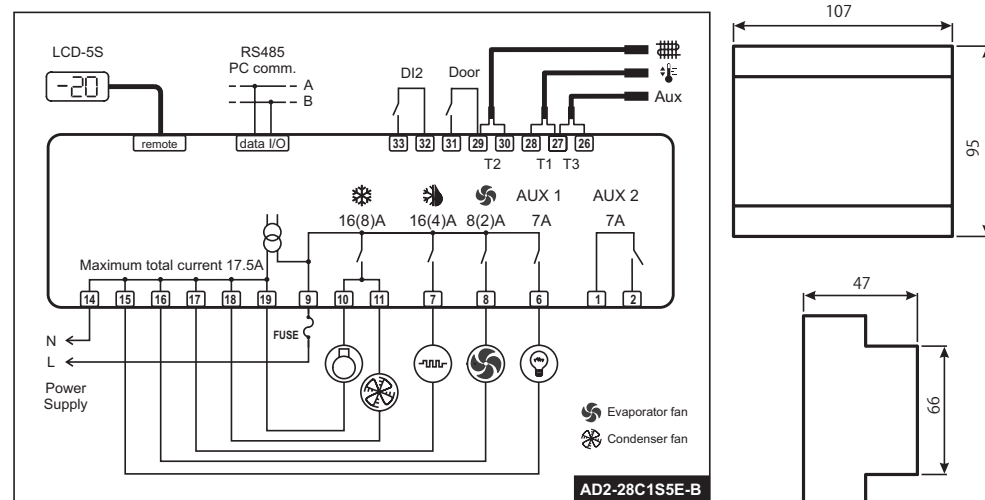 LCD-5S
-20
RS485
PC comm.
A
B
DI2
Door
Aux
remote
data I/O
33
32
31
29
30
28
27
26
T2
T1
T3
AUX 1
AUX 2
16(8)A
16(4)A
8(2)A
7A
7A
Maximum total current 17.5A
14
15
16
17
18
19
9
10
11
7
8
6
1
2
N
L
FUSE
Power
Supply
Evaporator fan
Condenser fan
AD2-28C1S5E-B
107
95
47
66